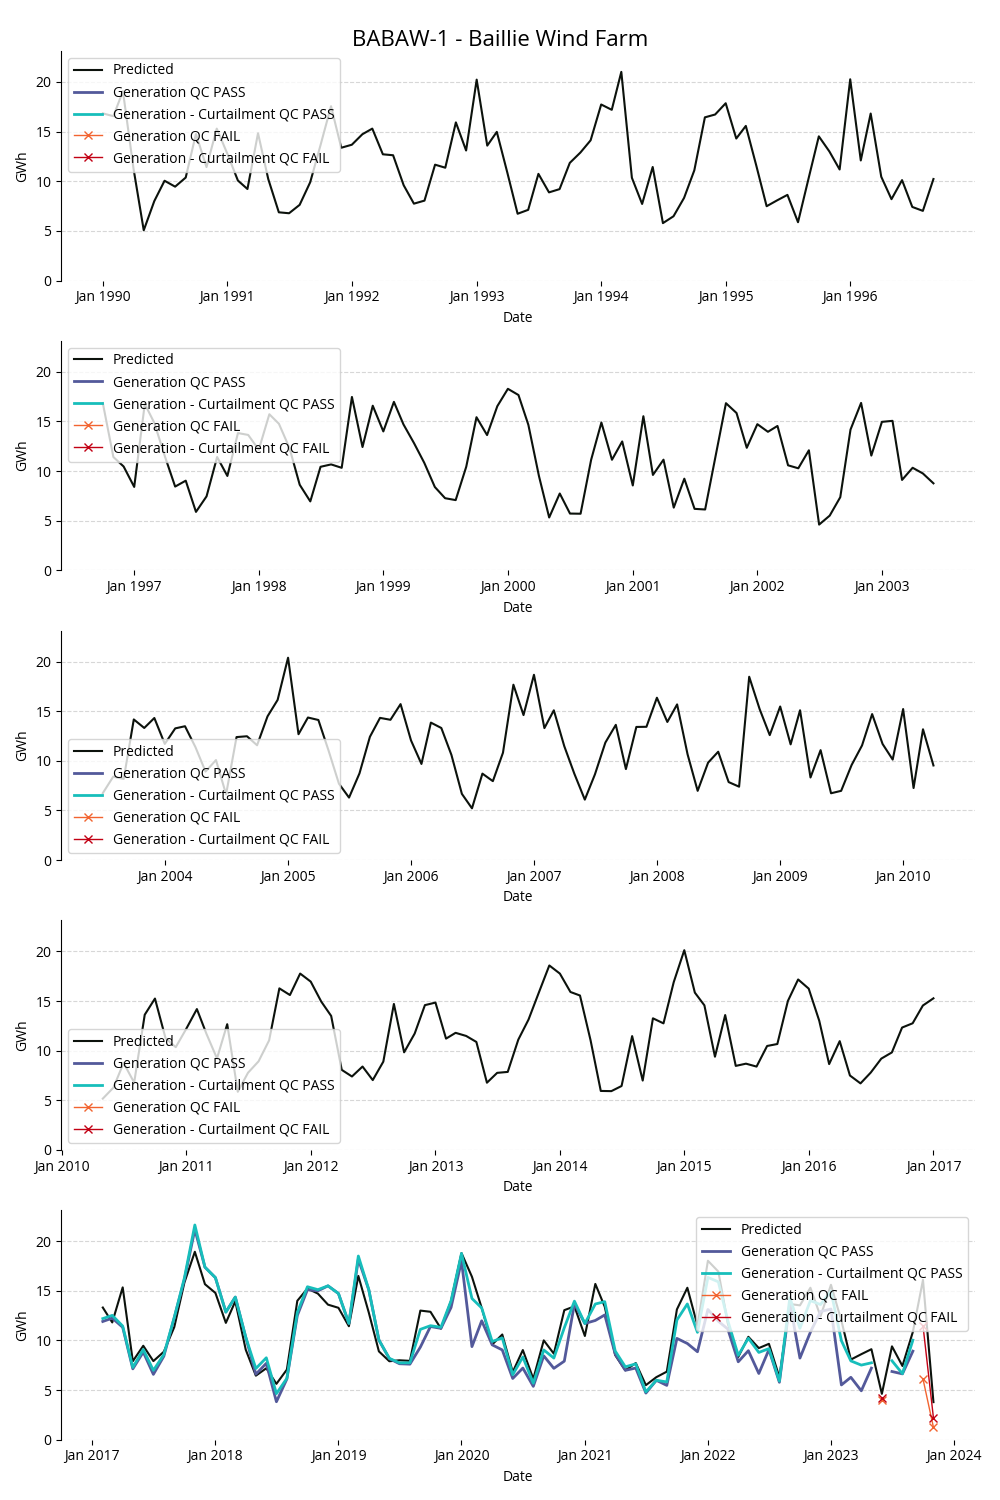 BABAW-1 - Baillie Wind Farm
Predicted
Generation QC PASS
Generation - Curtailment QC PASS
Generation QC FAIL
Generation - Curtailment QC FAIL
GWh
20
15
10
5
0
Jan 1990 Jan 1991 Jan 1992 Jan 1993 Jan 1994 Jan 1995 Jan 1996
Date
Predicted
Generation QC PASS
Generation - Curtailment QC PASS
Generation QC FAIL
Generation - Curtailment QC FAIL
GWh
20
15
10
5
0
Jan 1997 Jan 1998 Jan 1999 Jan 2000 Jan 2001 Jan 2002 Jan 2003
Date
GWh
20
15
10
5
0
Predicted
Generation QC PASS
Generation - Curtailment QC PASS
Generation QC FAIL
Generation - Curtailment QC FAIL
Jan 2004 Jan 2005 Jan 2006 Jan 2007 Jan 2008 Jan 2009 Jan 2010
Date
GWh
20
15
10
5
0
Predicted
Generation QC PASS
Generation - Curtailment QC PASS
Generation QC FAIL
Generation - Curtailment QC FAIL
Jan 2010 Jan 2011 Jan 2012 Jan 2013 Jan 2014 Jan 2015 Jan 2016 Jan 2017
Date
GWh
20
15
10
5
0
Predicted
Generation QC PASS
Generation - Curtailment QC PASS
Generation QC FAIL
Generation - Curtailment QC FAIL
Jan 2017 Jan 2018 Jan 2019 Jan 2020 Jan 2021 Jan 2022 Jan 2023 Jan 2024
Date